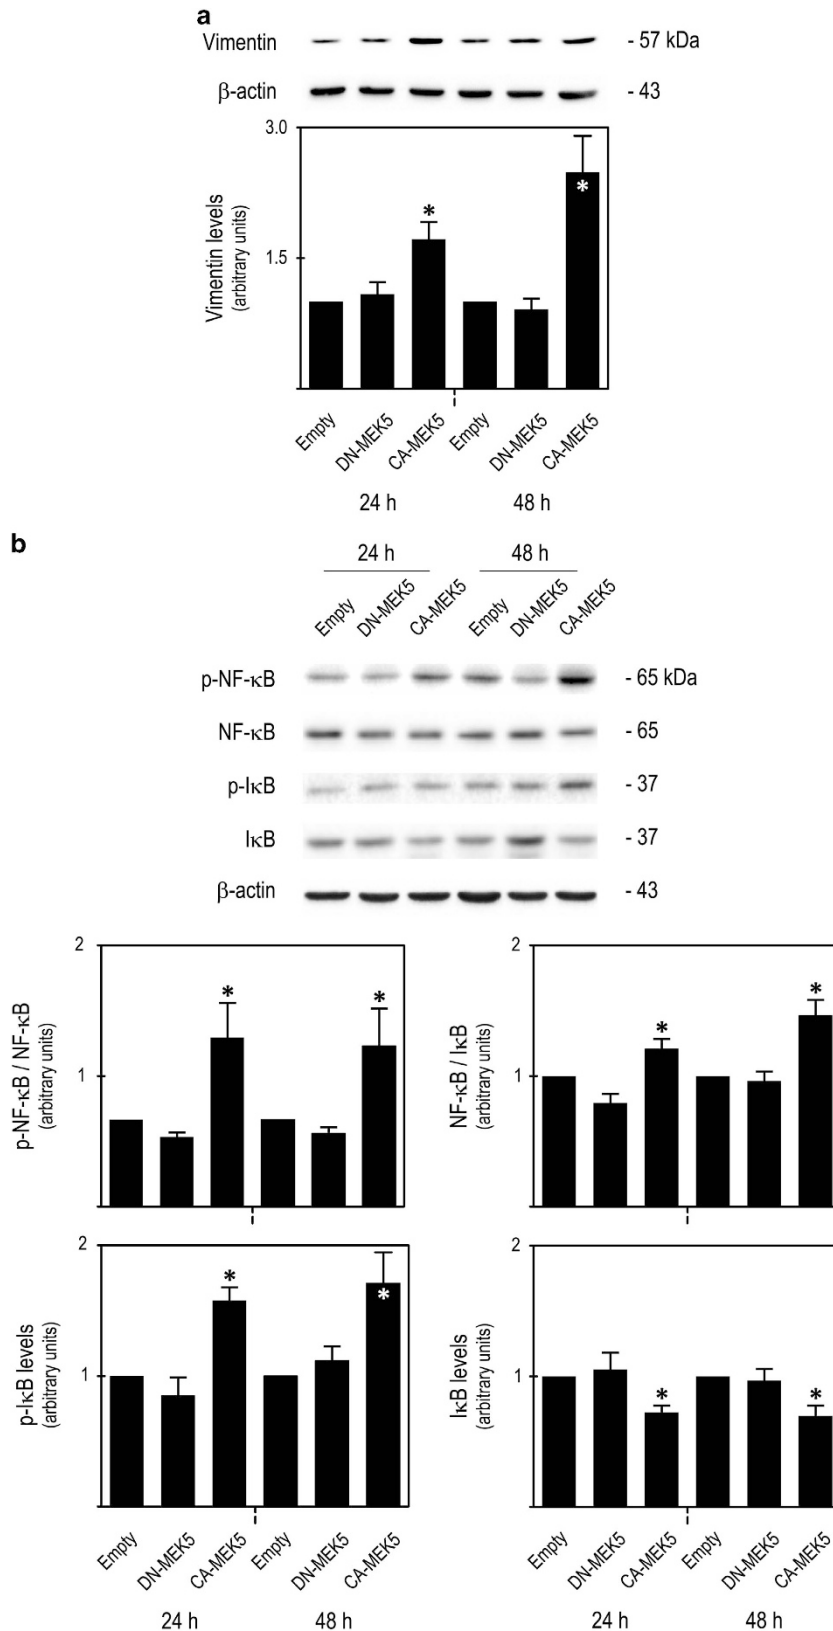 a
Vimentin - 57 kDa
β-actin - 43
3.0
1.5
Vimentin levels
(arbitrary units)
*
*
Empty DN-MEK5 CA-MEK5 Empty DN-MEK5 CA-MEK5
24 h 48 h
b
24 h 48 h
Empty DN-MEK5 CA-MEK5 Empty DN-MEK5 CA-MEK5
p-NF-κB - 65 kDa
NF-κB - 65
p-IκB - 37
IκB - 37
β-actin - 43
2
1
p-NF-κB / NF-κB
(arbitrary units)
* *
2
1
NF-κB / IκB
(arbitrary units)
* *
2
1
p-IκB levels
(arbitrary units)
* *
Empty DN-MEK5 CA-MEK5 Empty DN-MEK5 CA-MEK5
24 h 48 h
2
1
IκB levels
(arbitrary units)
* *
Empty DN-MEK5 CA-MEK5 Empty DN-MEK5 CA-MEK5
24 h 48 h